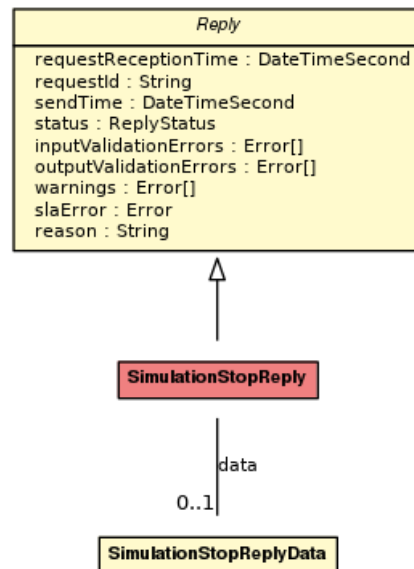 Reply
requestReceptionTime : DateTimeSecond
requestId : String
sendTime : DateTimeSecond
status : ReplyStatus
inputValidationErrors : Error[]
outputValidationErrors : Error[]
warnings : Error[]
slaError : Error
reason : String
SimulationStopReply
data
0..1
SimulationStopReplyData